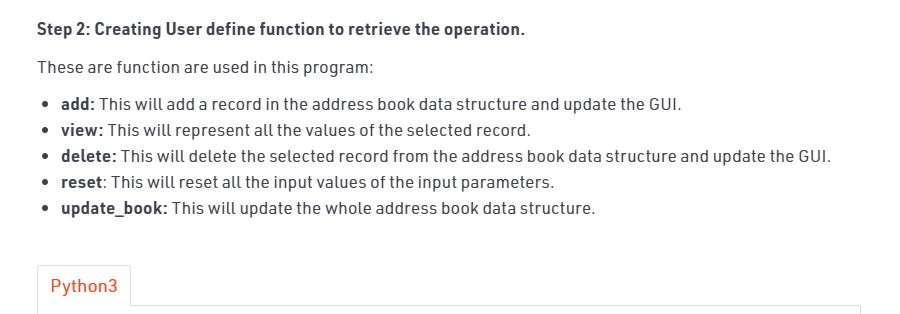 Step 2: Creating User define function to retrieve the operation.
These are function are used in this program:
• add: This will add a record in the address book data structure and update the GUI.
• view: This will represent all the values of the selected record.
• delete: This will delete the selected record from the address book data structure and update the GUI.
• reset: This will reset all the input values of the input parameters.
• update_book: This will update the whole address book data structure.
Python3